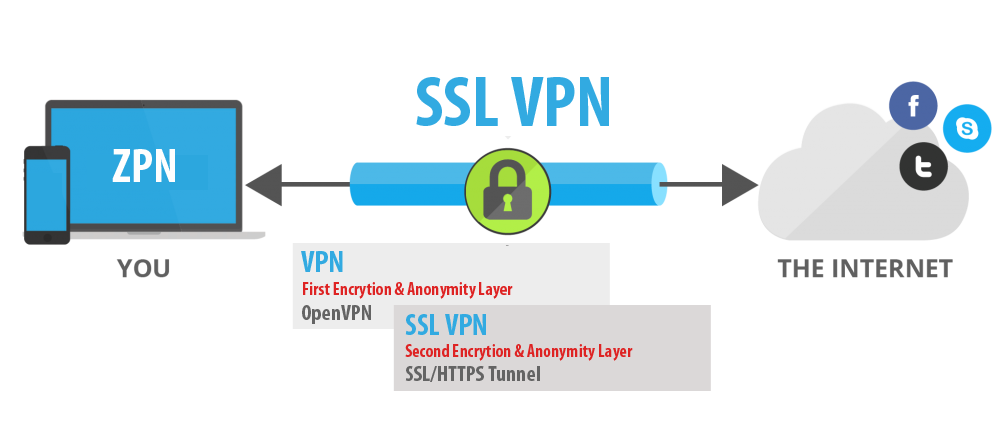 SSL VPN
ZPN
f
S
t
YOU
THE INTERNET
VPN
First Encrytion & Anonymity Layer
OpenVPN
SSL VPN
Second Encrytion & Anonymity Layer
SSL/HTTPS Tunnel